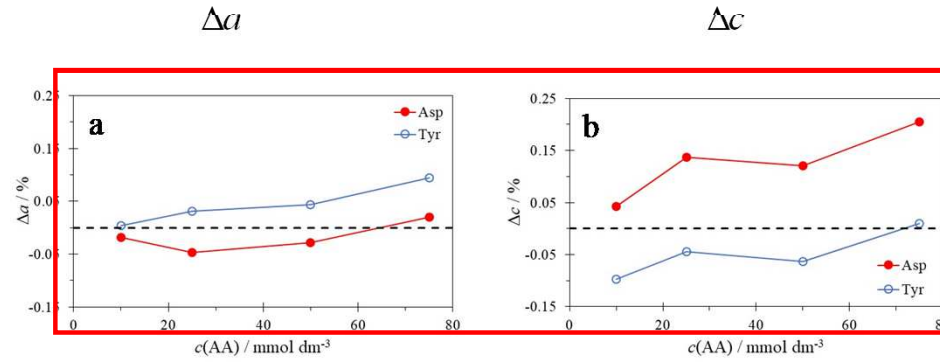 Δa Δc
0.25 0.25
a b
Asp
Tyr
0.15 0.15
0.05 0.05
Δa / % Δc / %
-0.05 -0.05
Asp
Tyr
-0.15 -0.15
0 20 40 60 80 0 20 40 60 80
c(AA) / mmol dm⁻³ c(AA) / mmol dm⁻³